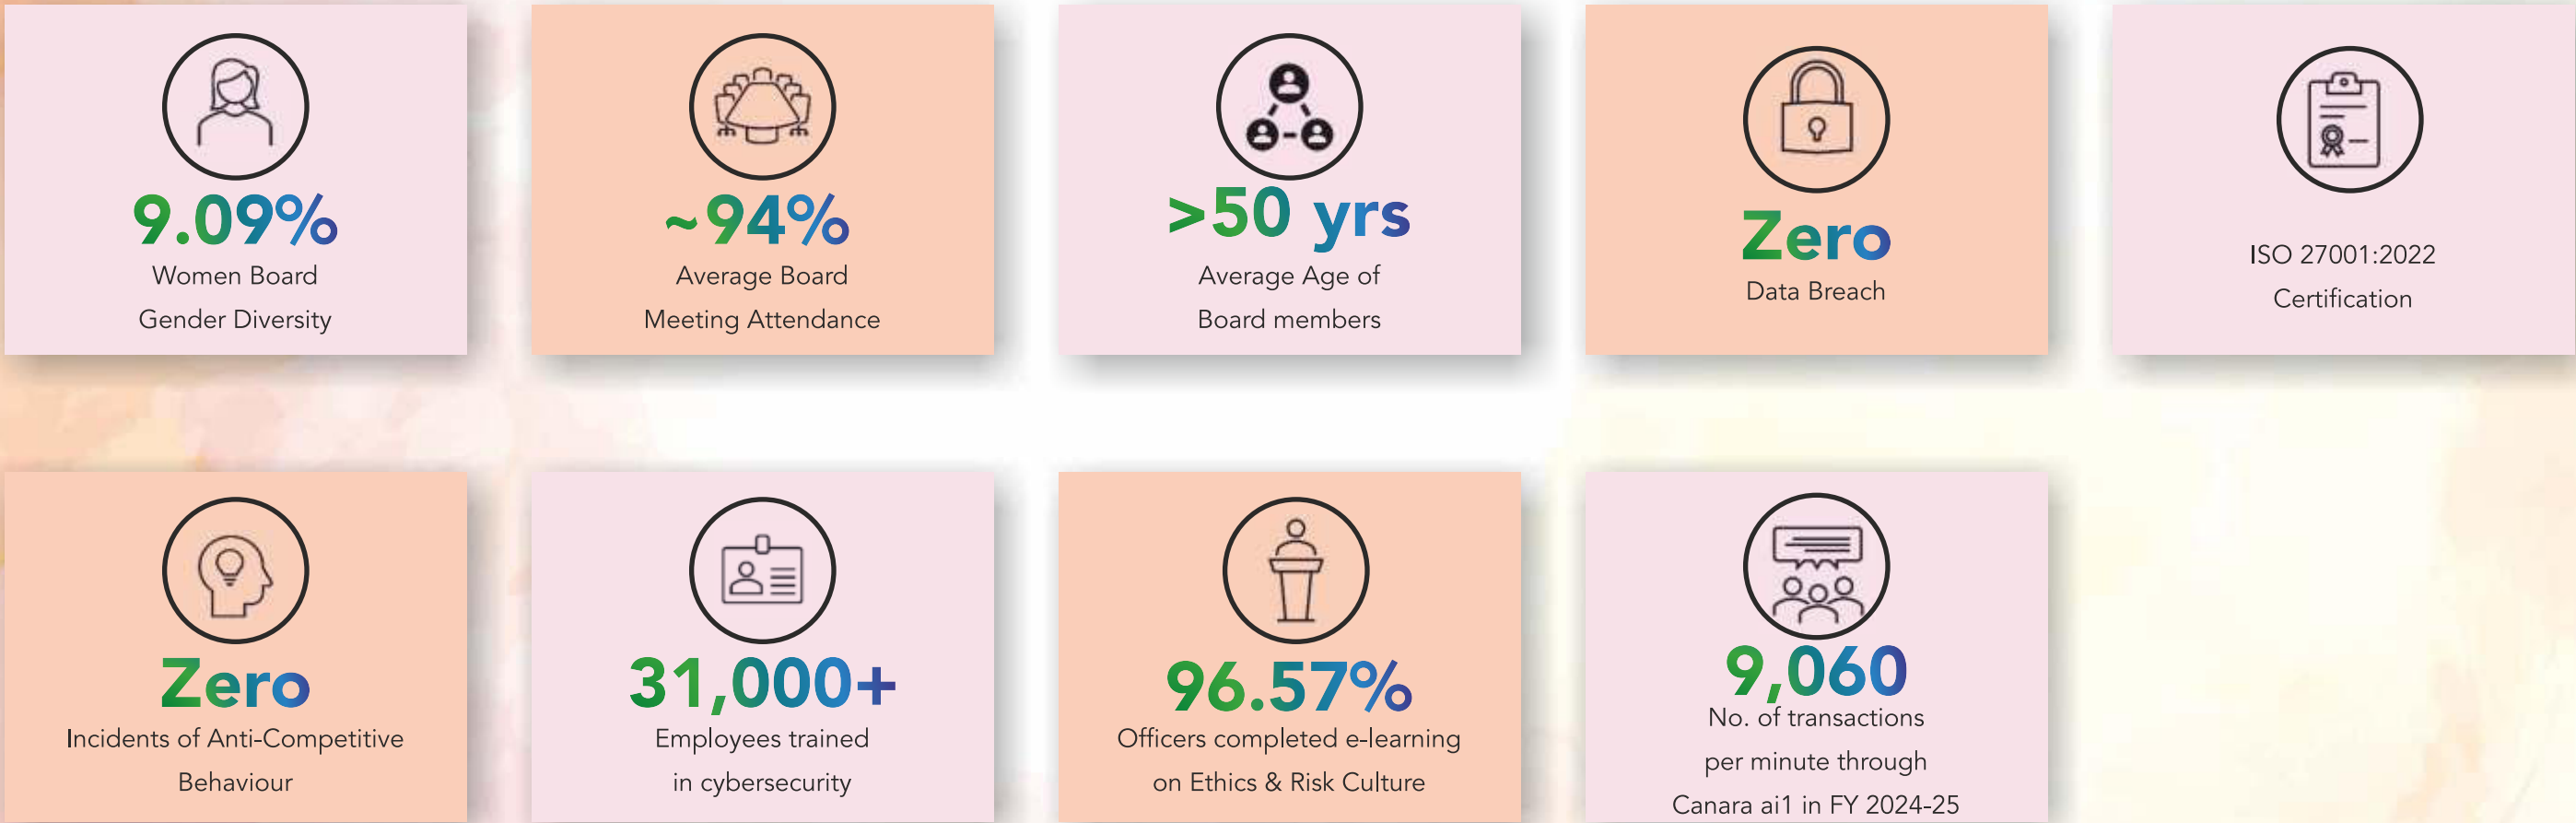 9.09%
Women Board
Gender Diversity
~94%
Average Board
Meeting Attendance
>50 yrs
Average Age of
Board members
Zero
Data Breach
ISO 27001:2022
Certification
Zero
Incidents of Anti-Competitive
Behaviour
31,000+
Employees trained
in cybersecurity
96.57%
Officers completed e-learning
on Ethics & Risk Culture
9,060
No. of transactions
per minute through
Canara ai1 in FY 2024-25